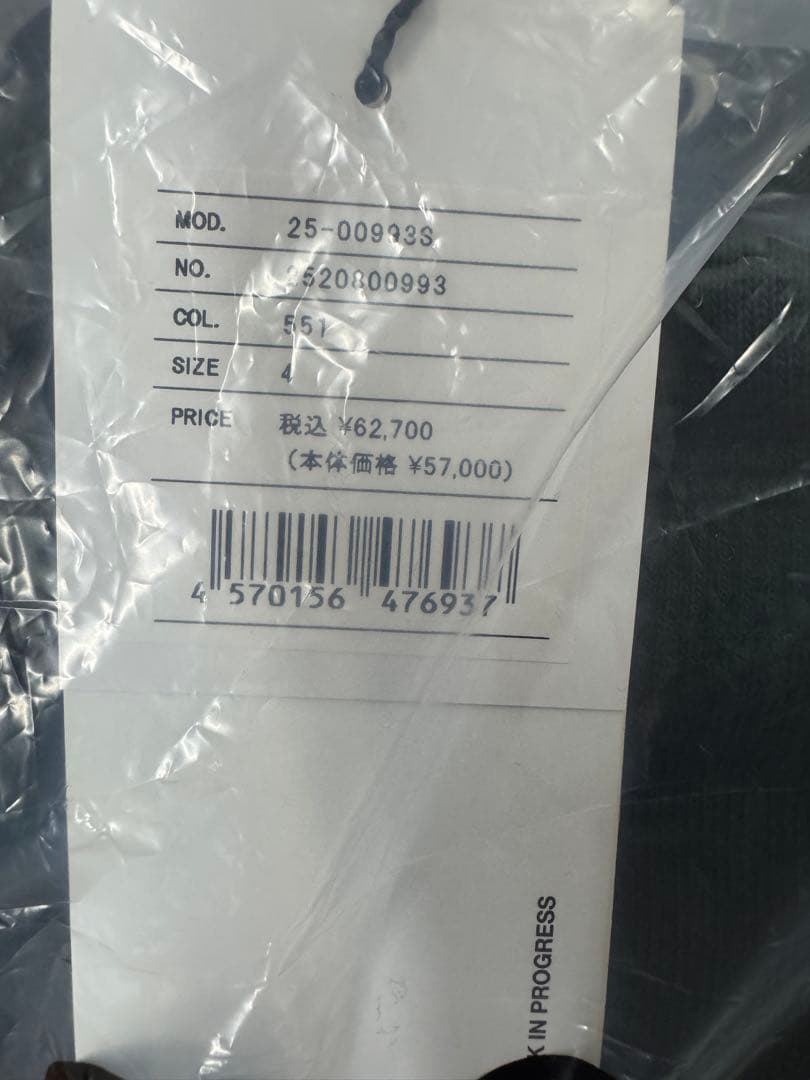 MOD. 25-00993S
NO. 2520800993
COL. 551
SIZE 4
PRICE 税込 ¥62,700
(本体価格 ¥57,000)
4 570156 476937
K IN PROGRESS